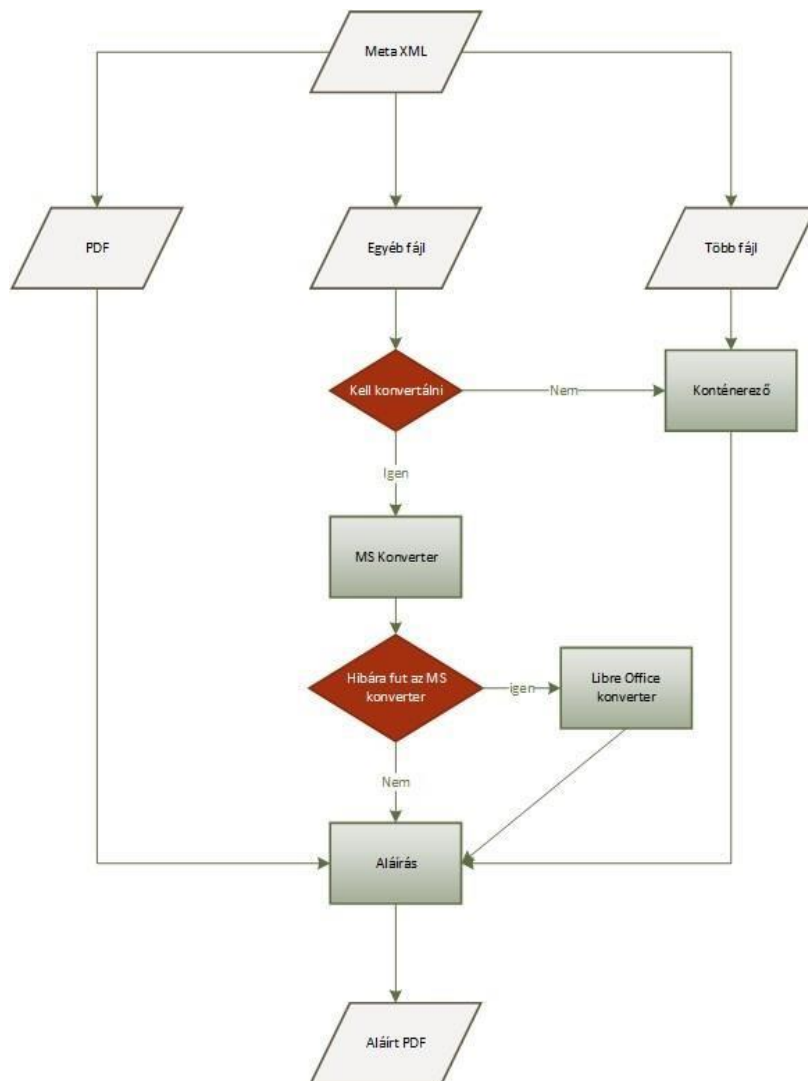 Meta XML
PDF
Egyéb fájl
Több fájl
Kell konvertálni
Nem
Konténerező
Igen
MS Konverter
Hibára fut az MS
konverter
igen
Libre Office
konverter
Nem
Aláírás
Aláírt PDF